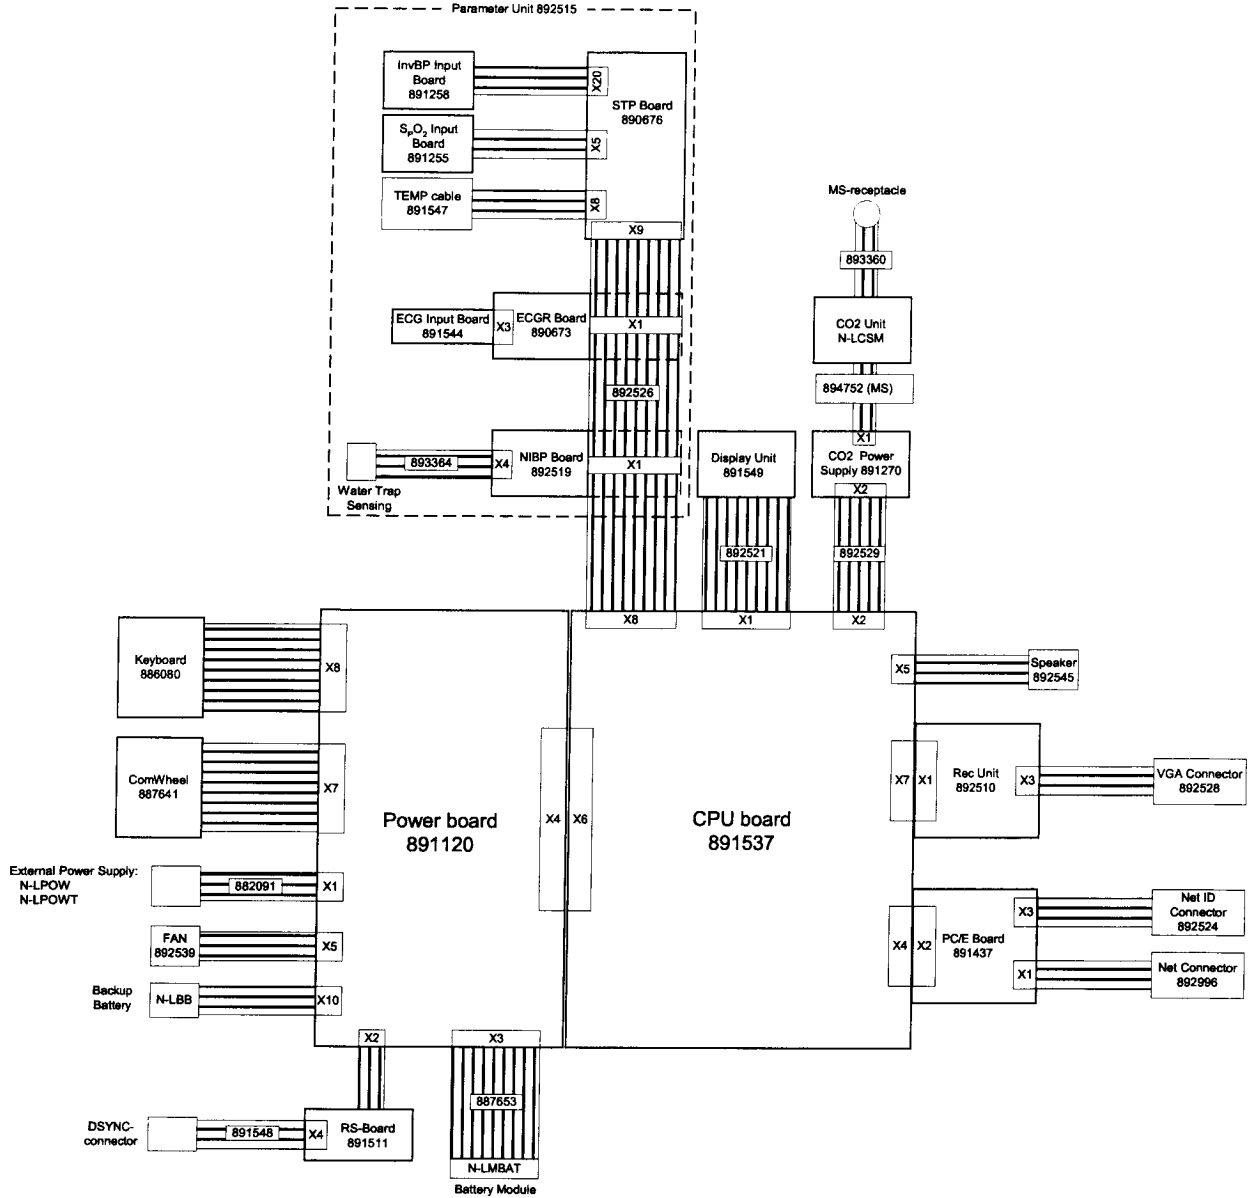 Parameter Unit 892515
InvBP Input
Board
891258
X20
STP Board
890676
SPO2 Input
Board
891255
X5
TEMP cable
891547
X8
X9
MS-receptacle
893360
ECG Input Board
891544
X3
ECGR Board
890673
X1
CO2 Unit
N-LCSM
892526
894752 (MS)
X1
NIBP Board
892519
X4
893364
X1
Water Trap
Sensing
Display Unit
891549
CO2 Power
Supply 891270
X2
892521
892529
X8
X1
X2
Keyboard
886080
X8
X5
Speaker
892545
ComWheel
887641
X7
Power board
891120
X4
X6
CPU board
891537
X7
X1
Rec Unit
892510
X3
VGA Connector
892528
External Power Supply:
N-LPOW
N-LPOWT
882091
X1
FAN
892539
X5
X4
X2
PC/E Board
891437
X3
Net ID
Connector
892524
X1
Net Connector
892996
Backup
Battery
N-LBB
X10
X2
X3
887653
DSYNC-
connector
891548
X4
RS-Board
891511
N-LMBAT
Battery Module